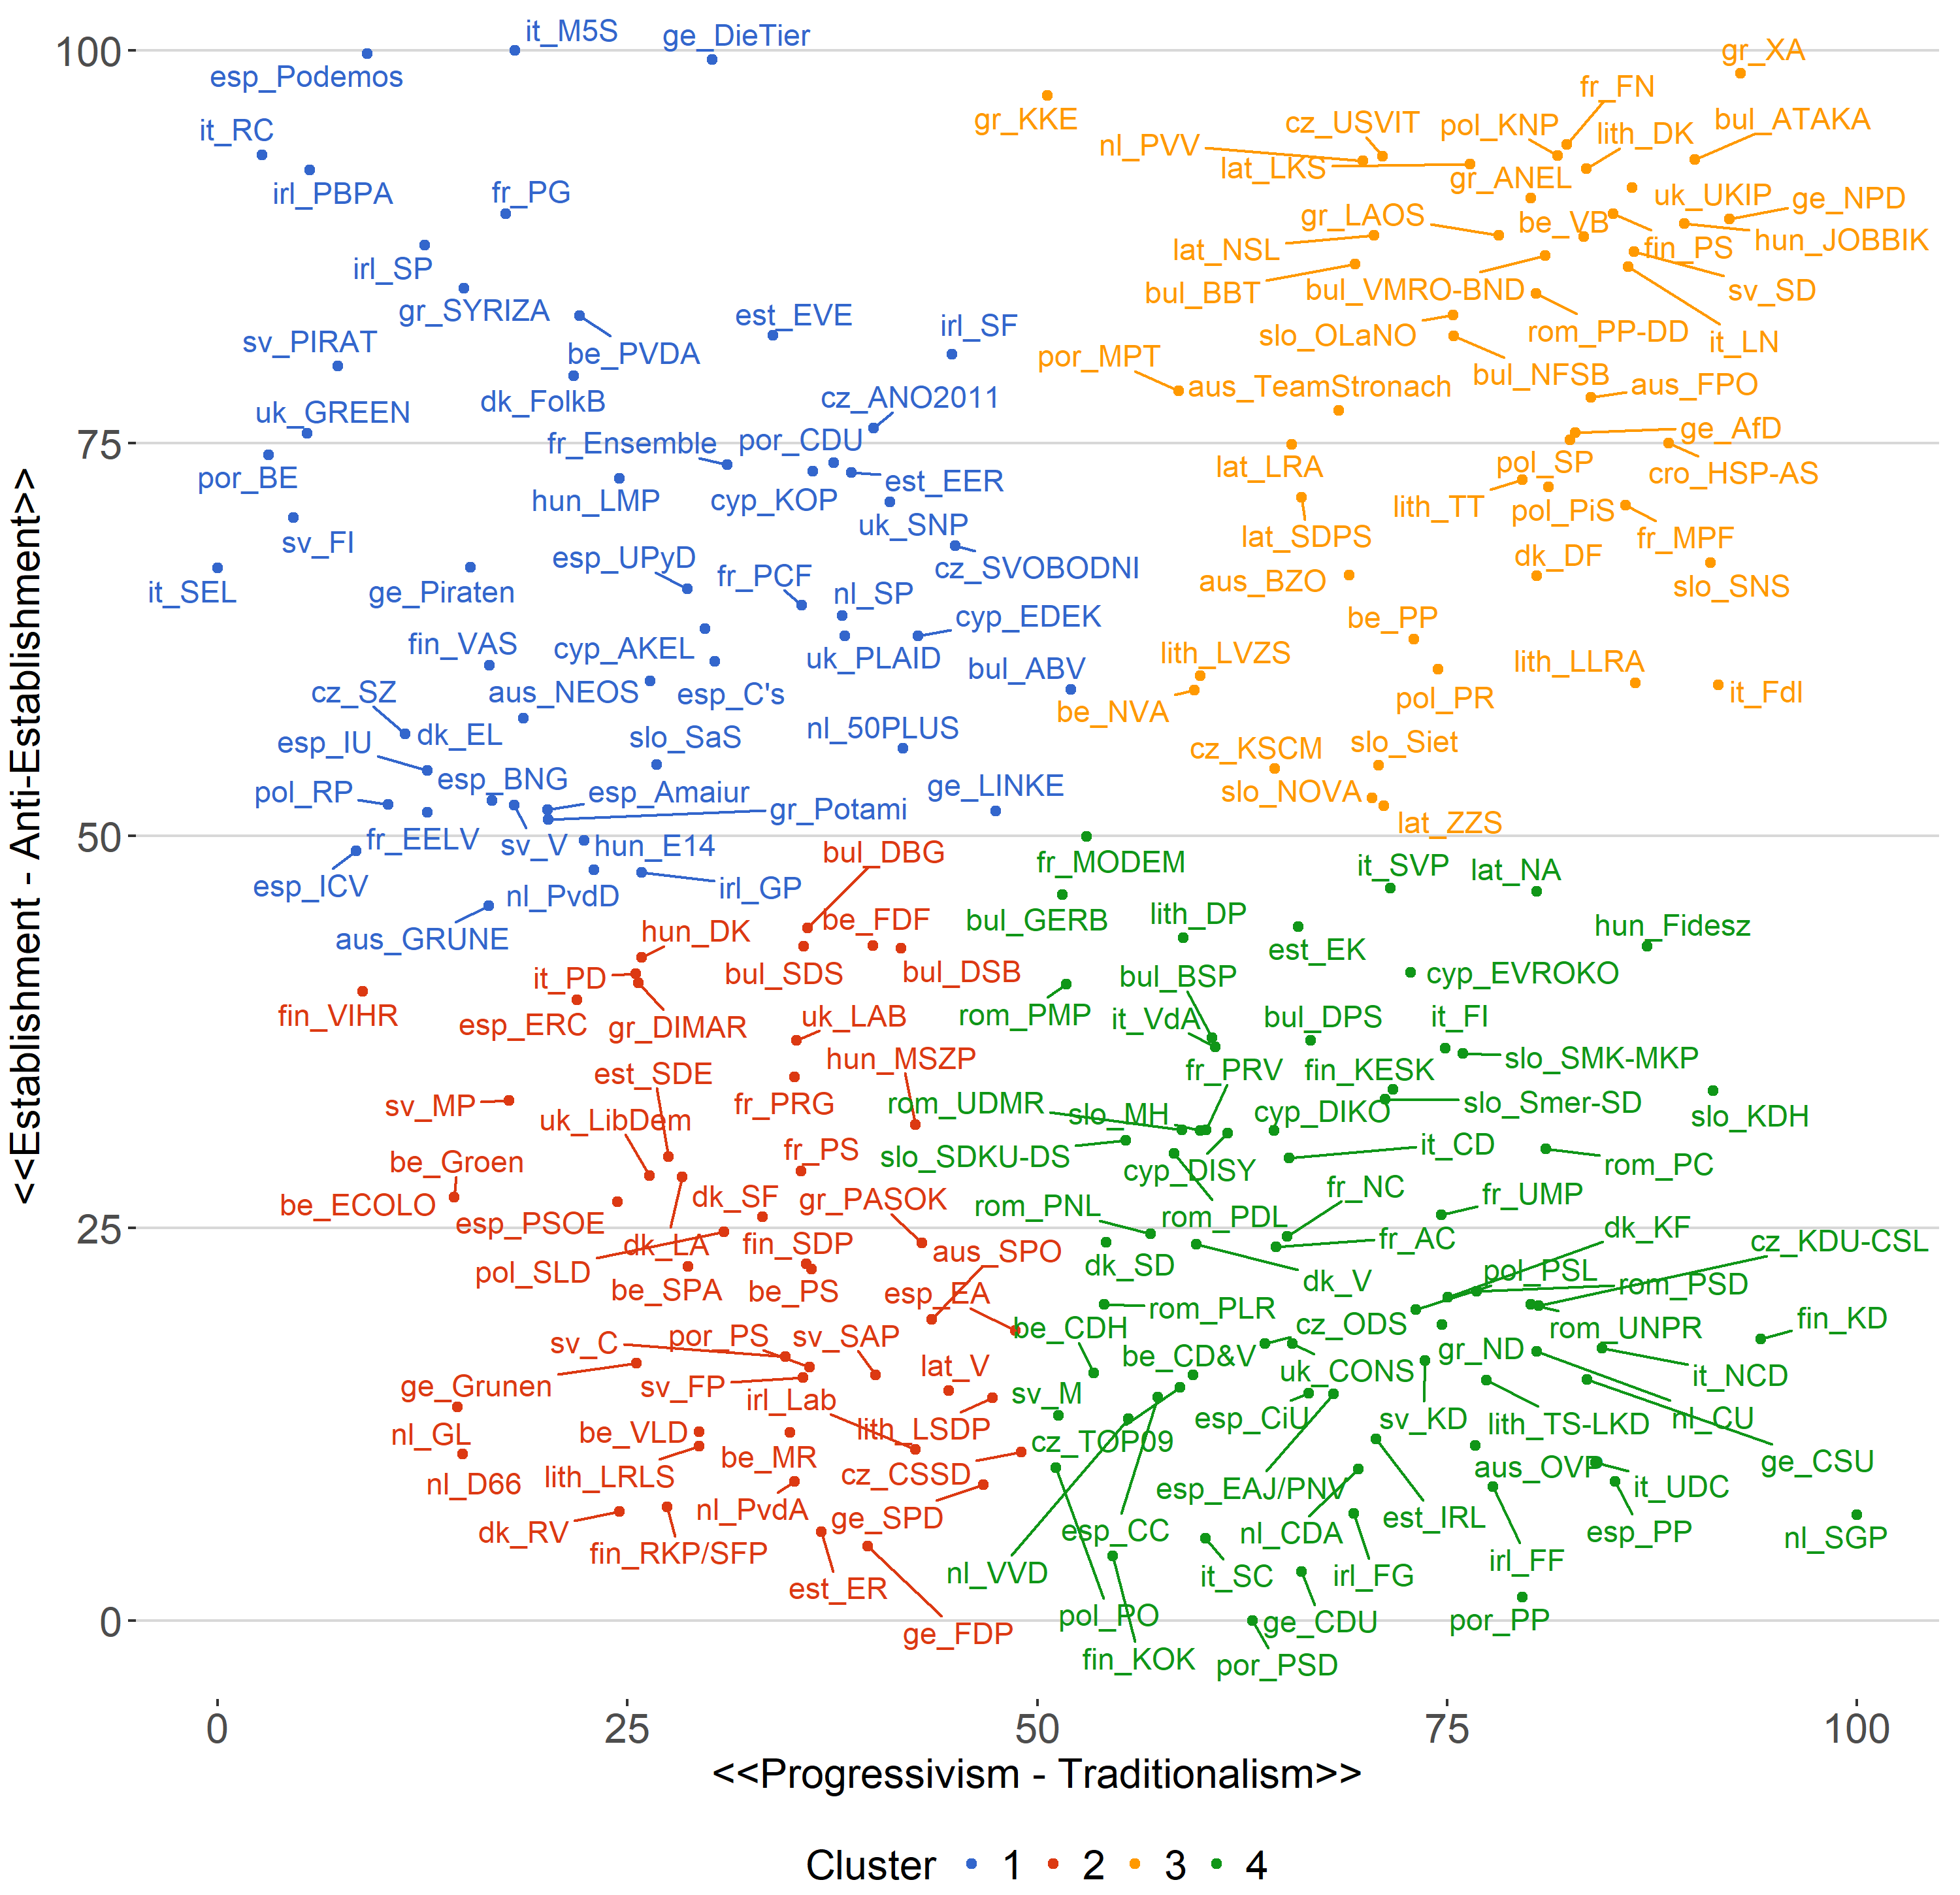 it_M5S
ge_DieTier
100
gr_XA
esp_Podemos
fr_FN
gr_KKE
cz_USVIT
pol_KNP
bul_ATAKA
it_RC
nl_PVV
lith_DK
lat_LKS
gr_ANEL
irl_PBPA
fr_PG
uk_UKIP
ge_NPD
gr_LAOS
be_VB
lat_NSL
fin_PS
hun_JOBBIK
irl_SP
bul_BBT
bul_VMRO-BND
sv_SD
gr_SYRIZA
est_EVE
irl_SF
slo_OLaNO
rom_PP-DD
it_LN
sv_PIRAT
be_PVDA
por_MPT
bul_NFSB
aus_FPO
aus_TeamStronach
dk_FolkB
cz_ANO2011
uk_GREEN
fr_Ensemble
por_CDU
ge_AfD
75
por_BE
lat_LRA
pol_SP
cro_HSP-AS
hun_LMP
cyp_KOP
est_EER
lith_TT
pol_PiS
uk_SNP
lat_SDPS
fr_MPF
sv_FI
esp_UPyD
fr_PCF
cz_SVOBODNI
dk_DF
it_SEL
ge_Piraten
nl_SP
aus_BZO
slo_SNS
cyp_EDEK
be_PP
fin_VAS
cyp_AKEL
uk_PLAID
bul_ABV
lith_LVZS
lith_LLRA
cz_SZ
aus_NEOS
esp_C's
be_NVA
pol_PR
it_FdI
dk_EL
slo_SaS
nl_50PLUS
esp_IU
cz_KSCM
slo_Siet
pol_RP
esp_BNG
esp_Amaiur
gr_Potami
ge_LINKE
slo_NOVA
lat_ZZS
50
fr_EELV
sv_V
hun_E14
bul_DBG
fr_MODEM
it_SVP
lat_NA
esp_ICV
nl_PvdD
irl_GP
aus_GRUNE
hun_DK
be_FDF
bul_GERB
lith_DP
est_EK
hun_Fidesz
it_PD
bul_SDS
bul_DSB
bul_BSP
cyp_EVROKO
fin_VIHR
esp_ERC
gr_DIMAR
uk_LAB
rom_PMP
it_VdA
bul_DPS
it_FI
hun_MSZP
slo_SMK-MKP
est_SDE
fr_PRV
fin_KESK
sv_MP
fr_PRG
rom_UDMR
slo_MH
cyp_DIKO
slo_Smer-SD
slo_KDH
uk_LibDem
be_Groen
fr_PS
slo_SDKU-DS
cyp_DISY
it_CD
rom_PC
be_ECOLO
dk_SF
gr_PASOK
rom_PNL
fr_NC
fr_UMP
esp_PSOE
rom_PDL
25
dk_LA
fin_SDP
aus_SPO
dk_SD
fr_AC
dk_KF
cz_KDU-CSL
pol_SLD
be_SPA
be_PS
esp_EA
dk_V
pol_PSL
rom_PSD
rom_PLR
sv_C
por_PS
sv_SAP
be_CDH
cz_ODS
rom_UNPR
fin_KD
be_CD&V
gr_ND
ge_Grunen
sv_FP
lat_V
sv_M
uk_CONS
it_NCD
irl_Lab
nl_GL
be_VLD
lith_LSDP
esp_CiU
sv_KD
lith_TS-LKD
nl_CU
nl_D66
lith_LRLS
be_MR
cz_CSSD
cz_TOP09
esp_EAJ/PNV
aus_OVP
it_UDC
ge_CSU
dk_RV
fin_RKP/SFP
nl_PvdA
ge_SPD
esp_CC
nl_CDA
est_IRL
esp_PP
nl_SGP
est_ER
nl_VVD
it_SC
irl_FG
irl_FF
0
ge_FDP
pol_PO
ge_CDU
por_PP
fin_KOK
por_PSD
<<Establishment - Anti-Establishment>>
0
25
50
75
100
<<Progressivism - Traditionalism>>
Cluster 1 2 3 4